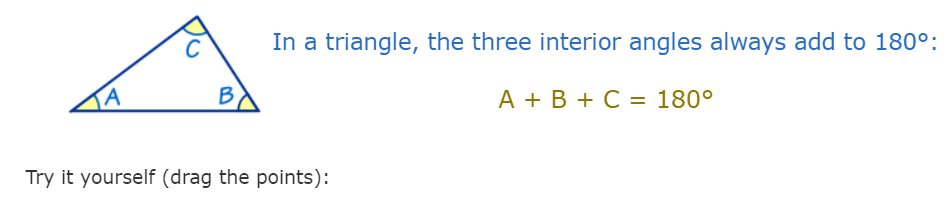 C
In a triangle, the three interior angles always add to 180°:
A
B
A + B + C = 180°
Try it yourself (drag the points):